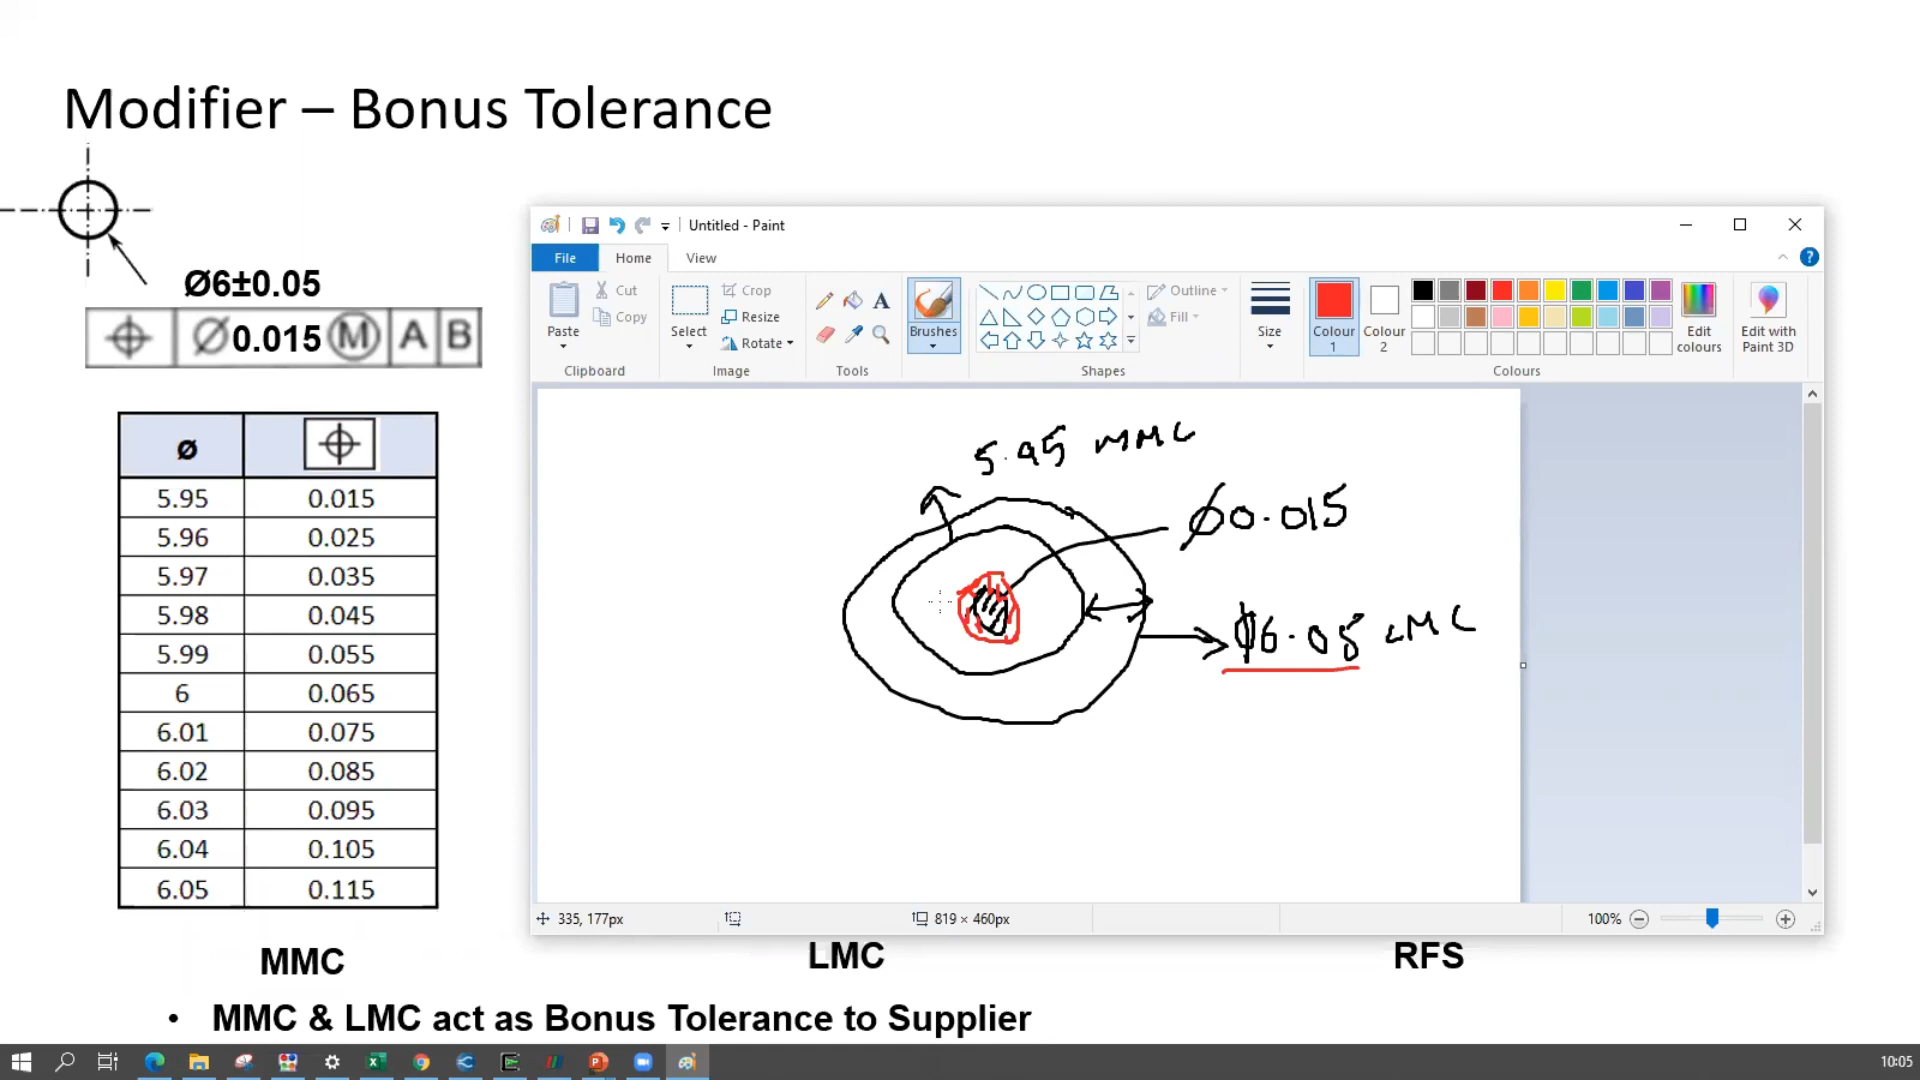 Modifier – Bonus Tolerance
Ø6±0.05
Ø0.015 Ⓜ A B
ø
5.95 0.015
5.96 0.025
5.97 0.035
5.98 0.045
5.99 0.055
6 0.065
6.01 0.075
6.02 0.085
6.03 0.095
6.04 0.105
6.05 0.115
MMC
Untitled - Paint
File Home View
Paste Cut Copy
Clipboard
Select Crop Resize Rotate
Image
A
Tools
Brushes
Shapes
Outline
Fill
Size
Colour 1
Colour 2
Edit colours
Colours
Edit with Paint 3D
5.95 MMC
Ø0.015
Ø6.05 LMC
335, 177px
819 × 460px
100%
LMC
RFS
• MMC & LMC act as Bonus Tolerance to Supplier
10:05